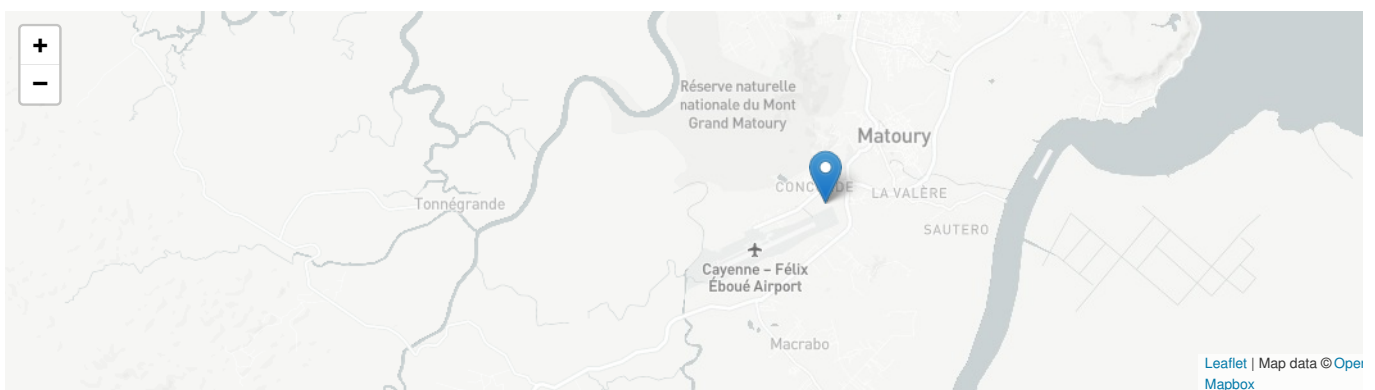 +
−
Réserve naturelle
nationale du Mont
Grand Matoury
Matoury
LA VALÈRE
Tonnégrande
SAUTERO
Cayenne – Félix
Éboué Airport
Macrabo
Leaflet | Map data ©
Mapbox